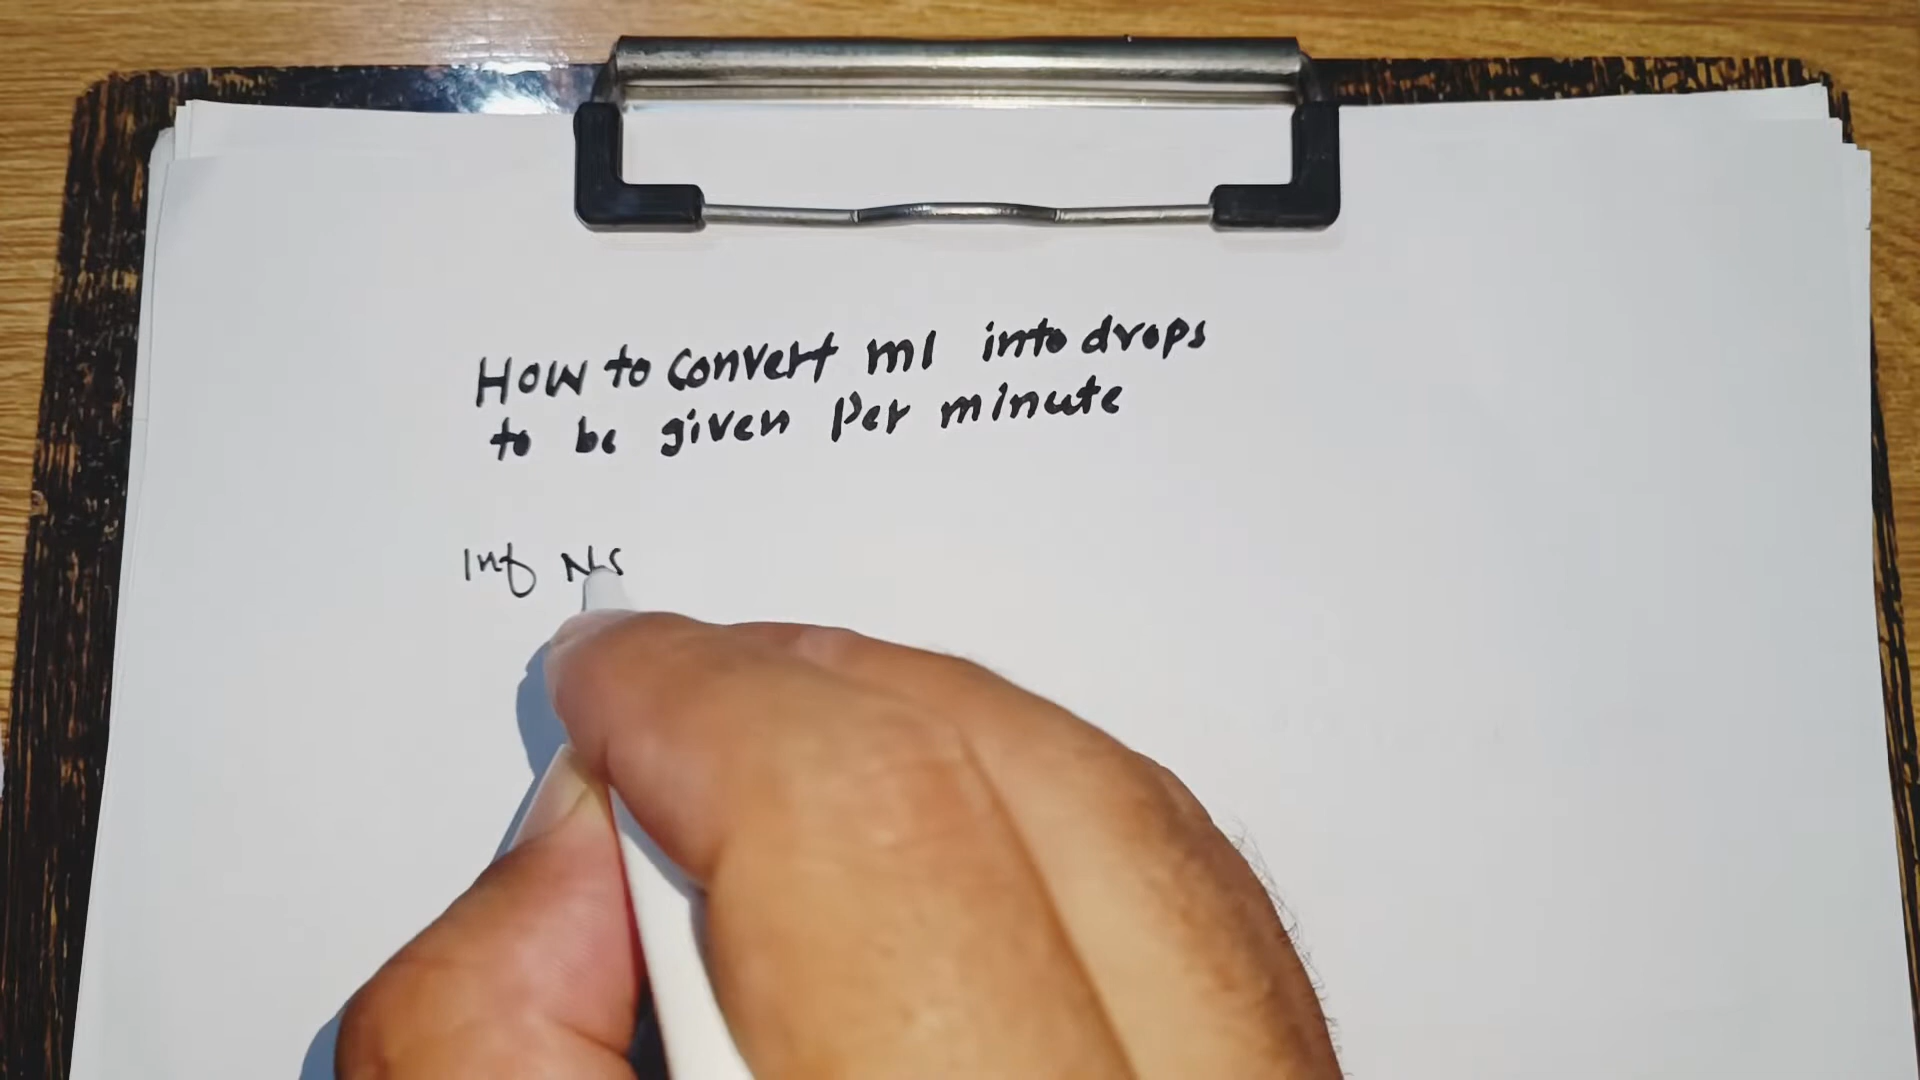 How to convert ml into drops
to be given Per minute
Inf N/S